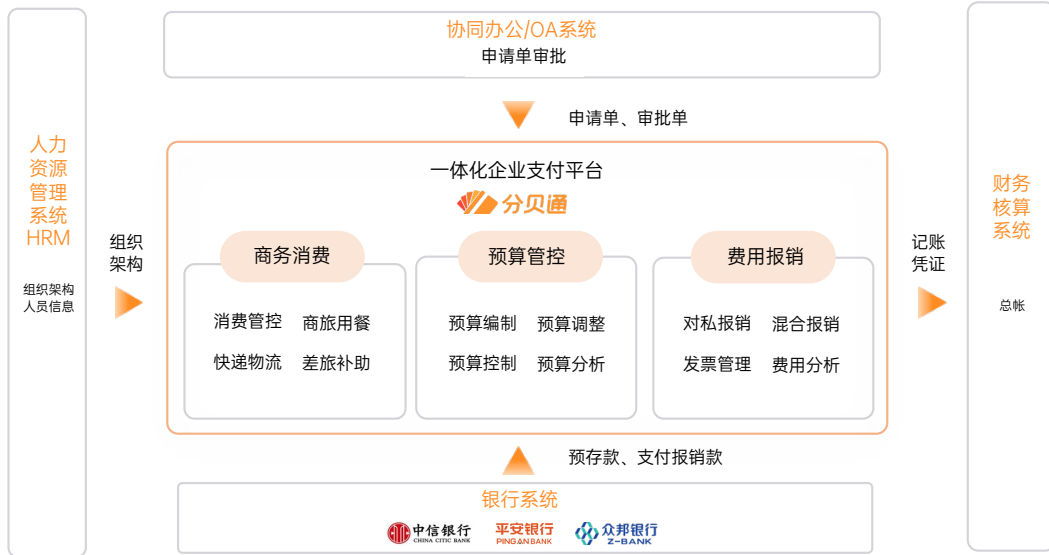 协同办公/OA系统
申请单审批
申请单、审批单
人力
资源
管理
系统
HRM
组织架构
人员信息
组织
架构
一体化企业支付平台
分贝通
商务消费
消费管控 商旅用餐
快递物流 差旅补助
预算管控
预算编制 预算调整
预算控制 预算分析
费用报销
对私报销 混合报销
发票管理 费用分析
记账
凭证
财务
核算
系统
总帐
预存款、支付报销款
银行系统
中信银行
CHINA CITIC BANK
平安银行
PINGAN BANK
众邦银行
Z-BANK